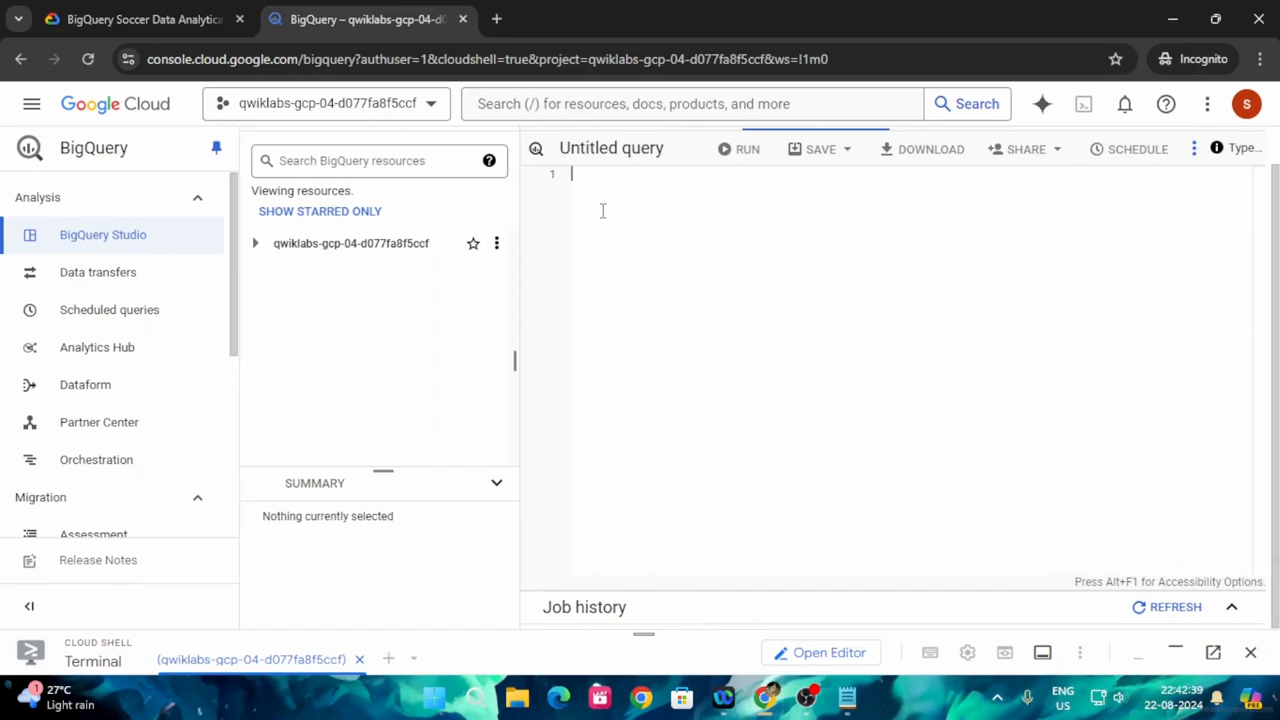 BigQuery Soccer Data Analytica
BigQuery – qwiklabs-gcp-04-d0
console.cloud.google.com/bigquery?authuser=1&cloudshell=true&project=qwiklabs-gcp-04-d077fa8f5ccf&ws=!1m0
Incognito
Google Cloud
qwiklabs-gcp-04-d077fa8f5ccf
Search (/) for resources, docs, products, and more
Search
S
BigQuery
Search BigQuery resources
Untitled query
RUN
SAVE
DOWNLOAD
SHARE
SCHEDULE
Type...
Viewing resources.
SHOW STARRED ONLY
qwiklabs-gcp-04-d077fa8f5ccf
1
Analysis
BigQuery Studio
Data transfers
Scheduled queries
Analytics Hub
Dataform
Partner Center
Orchestration
Migration
Assessment
Release Notes
SUMMARY
Nothing currently selected
Press Alt+F1 for Accessibility Options.
Job history
REFRESH
CLOUD SHELL
Terminal
(qwiklabs-gcp-04-d077fa8f5ccf)
Open Editor
1
27°C
Light rain
ENG
US
22:42:39
22-08-2024
PRE